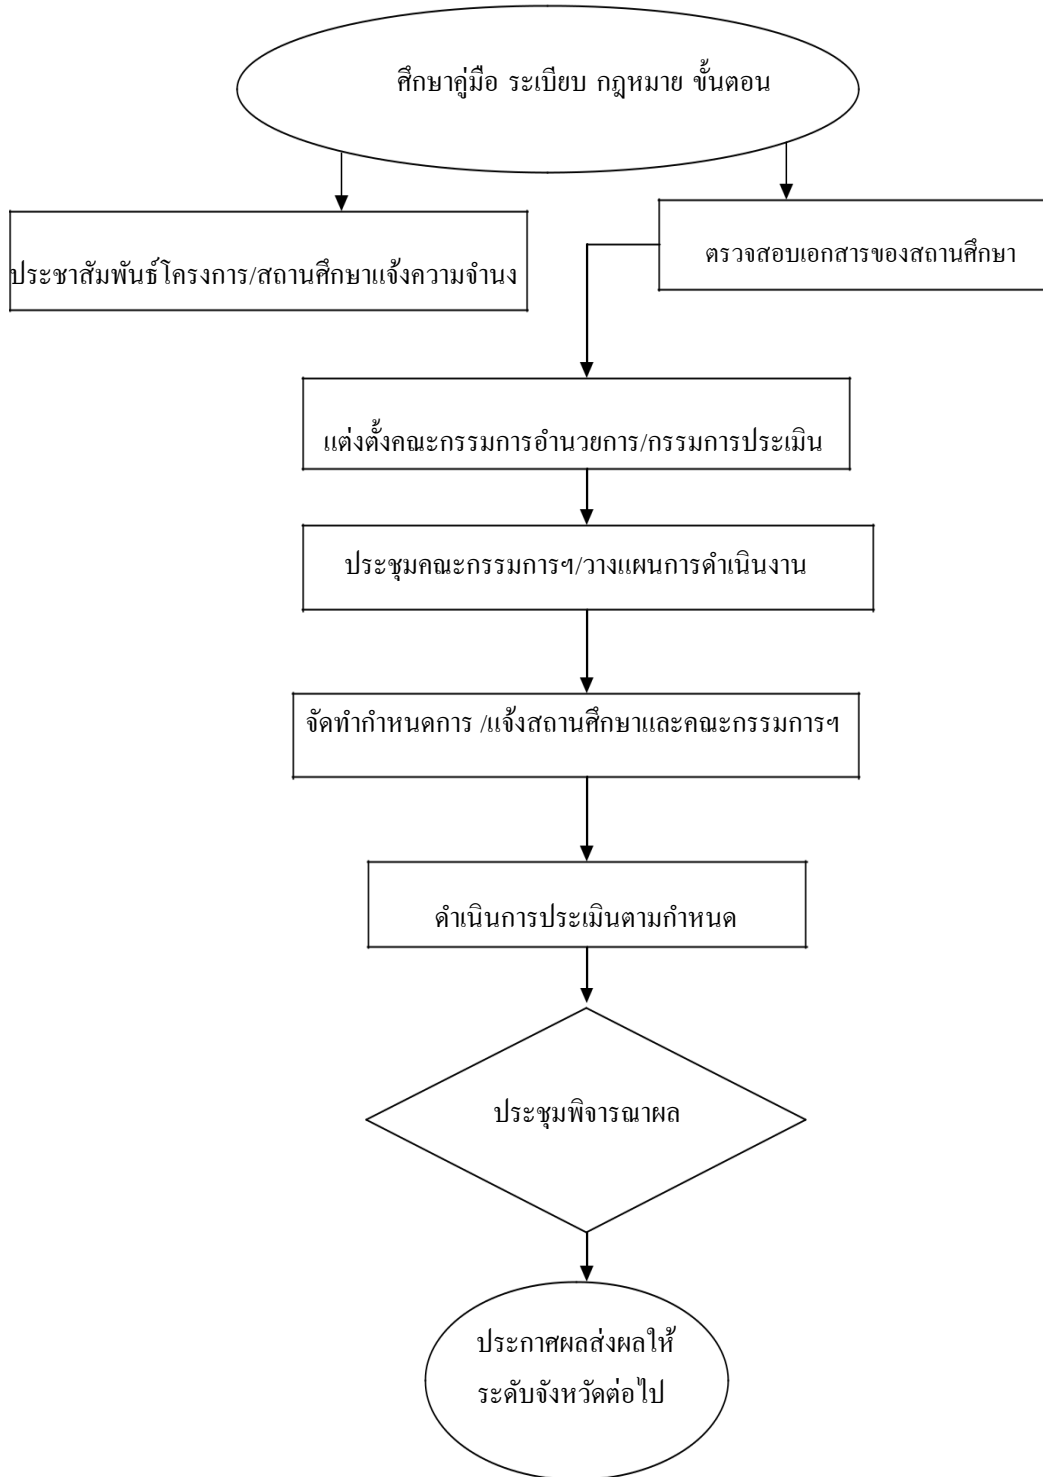 ศึกษาคู่มือ ระเบียบ กฎหมาย ขั้นตอน
ประชาสัมพันธ์โครงการ/สถานศึกษาแจ้งความจำนง
ตรวจสอบเอกสารของสถานศึกษา
แต่งตั้งคณะกรรมการอำนวยการ/กรรมการประเมิน
ประชุมคณะกรรมการฯ/วางแผนการดำเนินงาน
จัดทำกำหนดการ /แจ้งสถานศึกษาและคณะกรรมการฯ
ดำเนินการประเมินตามกำหนด
ประชุมพิจารณาผล
ประกาศผลส่งผลให้
ระดับจังหวัดต่อไป